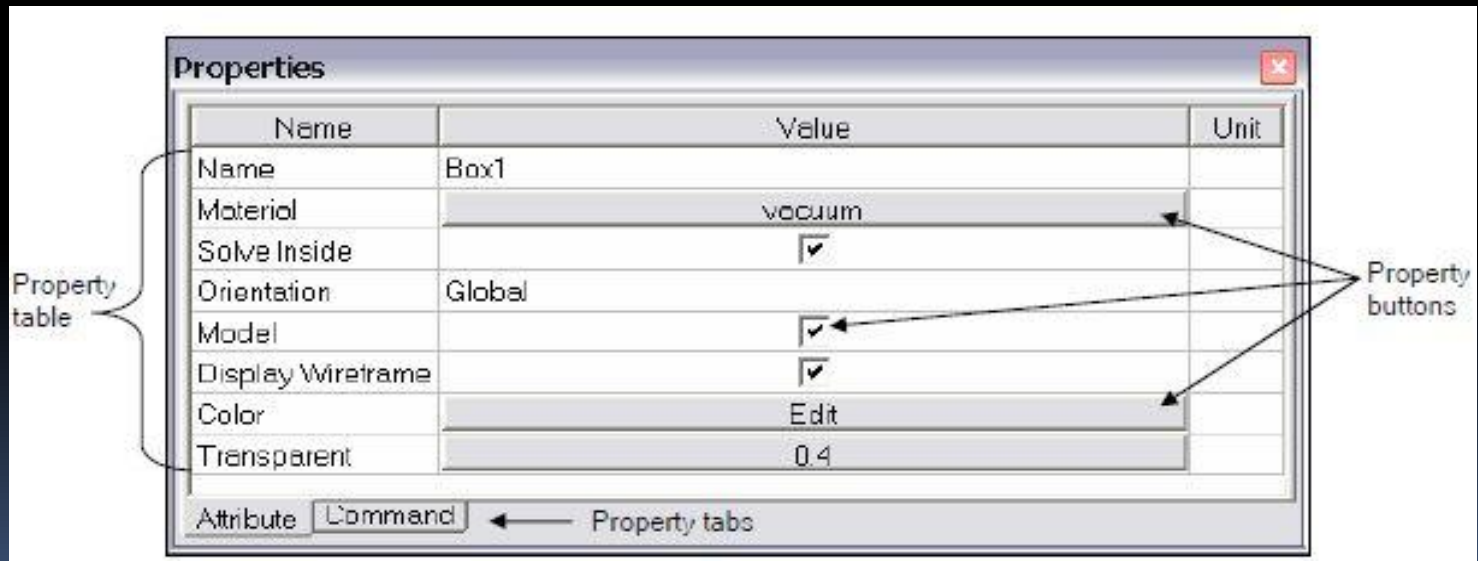 Properties
Name Value Unit
Name Box1
Material vacuum
Solve Inside
Orientation Global
Model
Display Wireframe
Color Edit
Transparent 0.4
Attribute Command
Property tabs
Property
table
Property
buttons